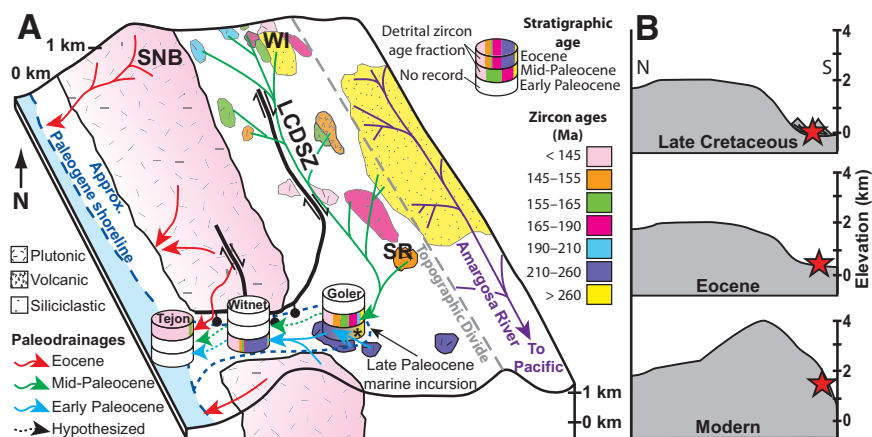 A
1 km
0 km
SNB
WI
LCDSZ
SR
N
Approx.
Paleogene shoreline
Plutonic
Volcanic
Siliciclastic
Paleodrainages
Eocene
Mid-Paleocene
Early Paleocene
Hypothesized
Tejon
Witnet
Goler
*
Late Paleocene
marine incursion
Topographic Divide
Amargosa River
To
Pacific
1 km
0 km
Detrital zircon
age fraction
No record
Stratigraphic
age
Eocene
Mid-Paleocene
Early Paleocene
Zircon ages
(Ma)
< 145
145–155
155–165
165–190
190–210
210–260
> 260
B
N
S
4
2
0
Late Cretaceous
4
2
0
Eocene
4
2
0
Modern
Elevation (km)